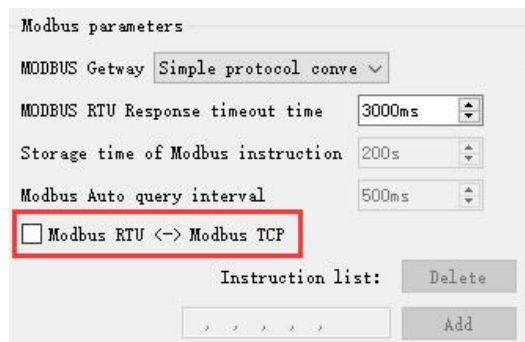 Modbus parameters
MODBUS Getway Simple protocol conve
MODBUS RTU Response timeout time 3000ms
Storage time of Modbus instruction 200s
Modbus Auto query interval 500ms
Modbus RTU <-> Modbus TCP
Instruction list: Delete
, , , , , Add